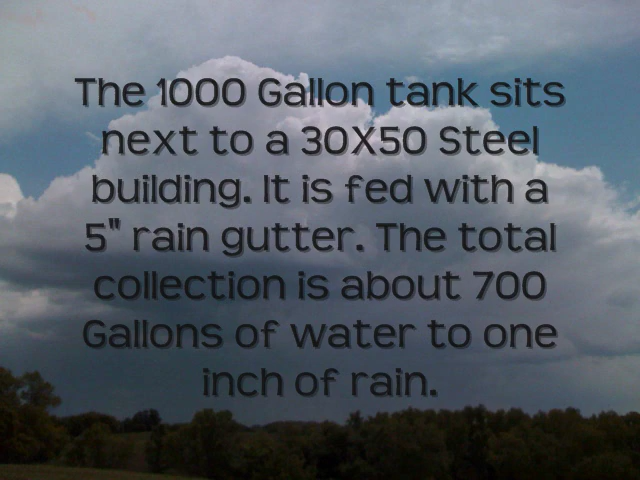 The 1000 Gallon tank sits
next to a 30X50 Steel
building. It is fed with a
5" rain gutter. The total
collection is about 700
Gallons of water to one
inch of rain.